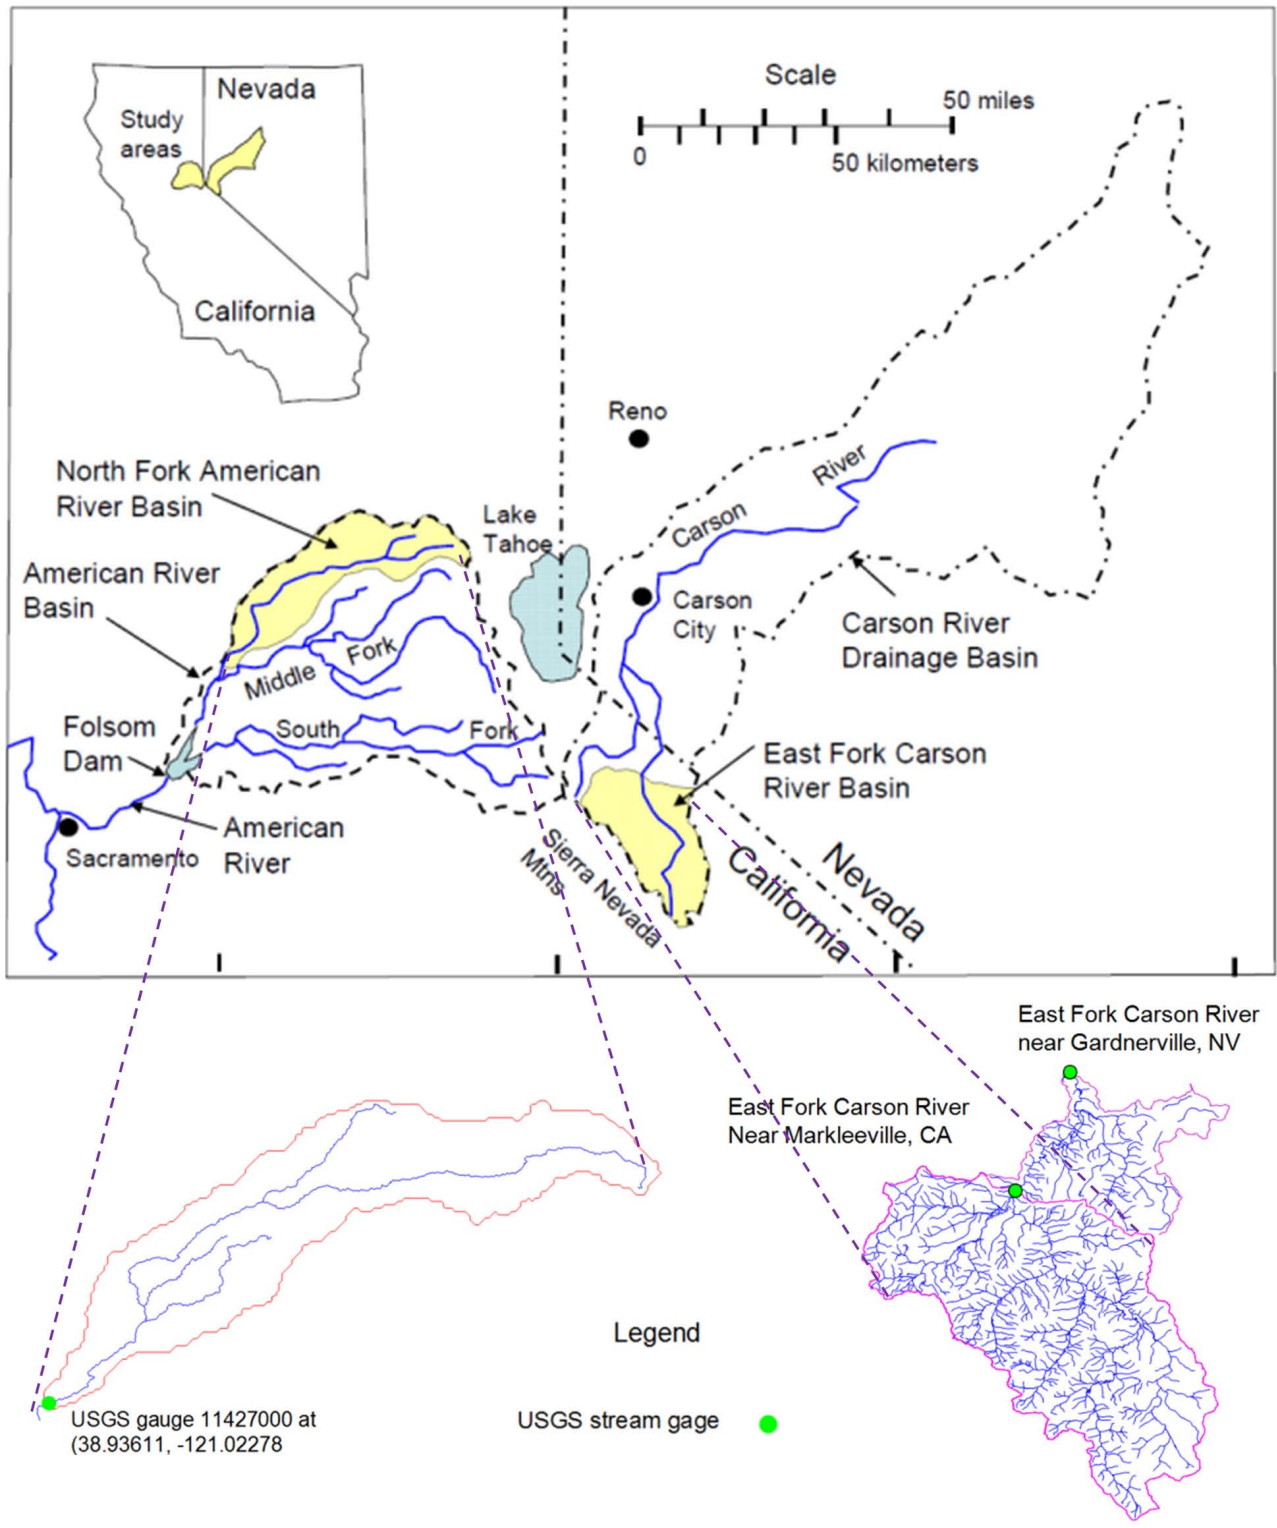 Nevada
Study
areas
California
Scale
50 miles
0
50 kilometers
Reno
North Fork American
River Basin
Lake
Tahoe
Carson River
American River
Basin
Carson
City
Carson River
Drainage Basin
Middle Fork
South Fork
Folsom
Dam
East Fork Carson
River Basin
American
River
Sacramento
Sierra Nevada
Mtns
Nevada
California
East Fork Carson River
near Gardnerville, NV
East Fork Carson River
Near Markleeville, CA
Legend
USGS gauge 11427000 at
(38.93611, -121.02278
USGS stream gage